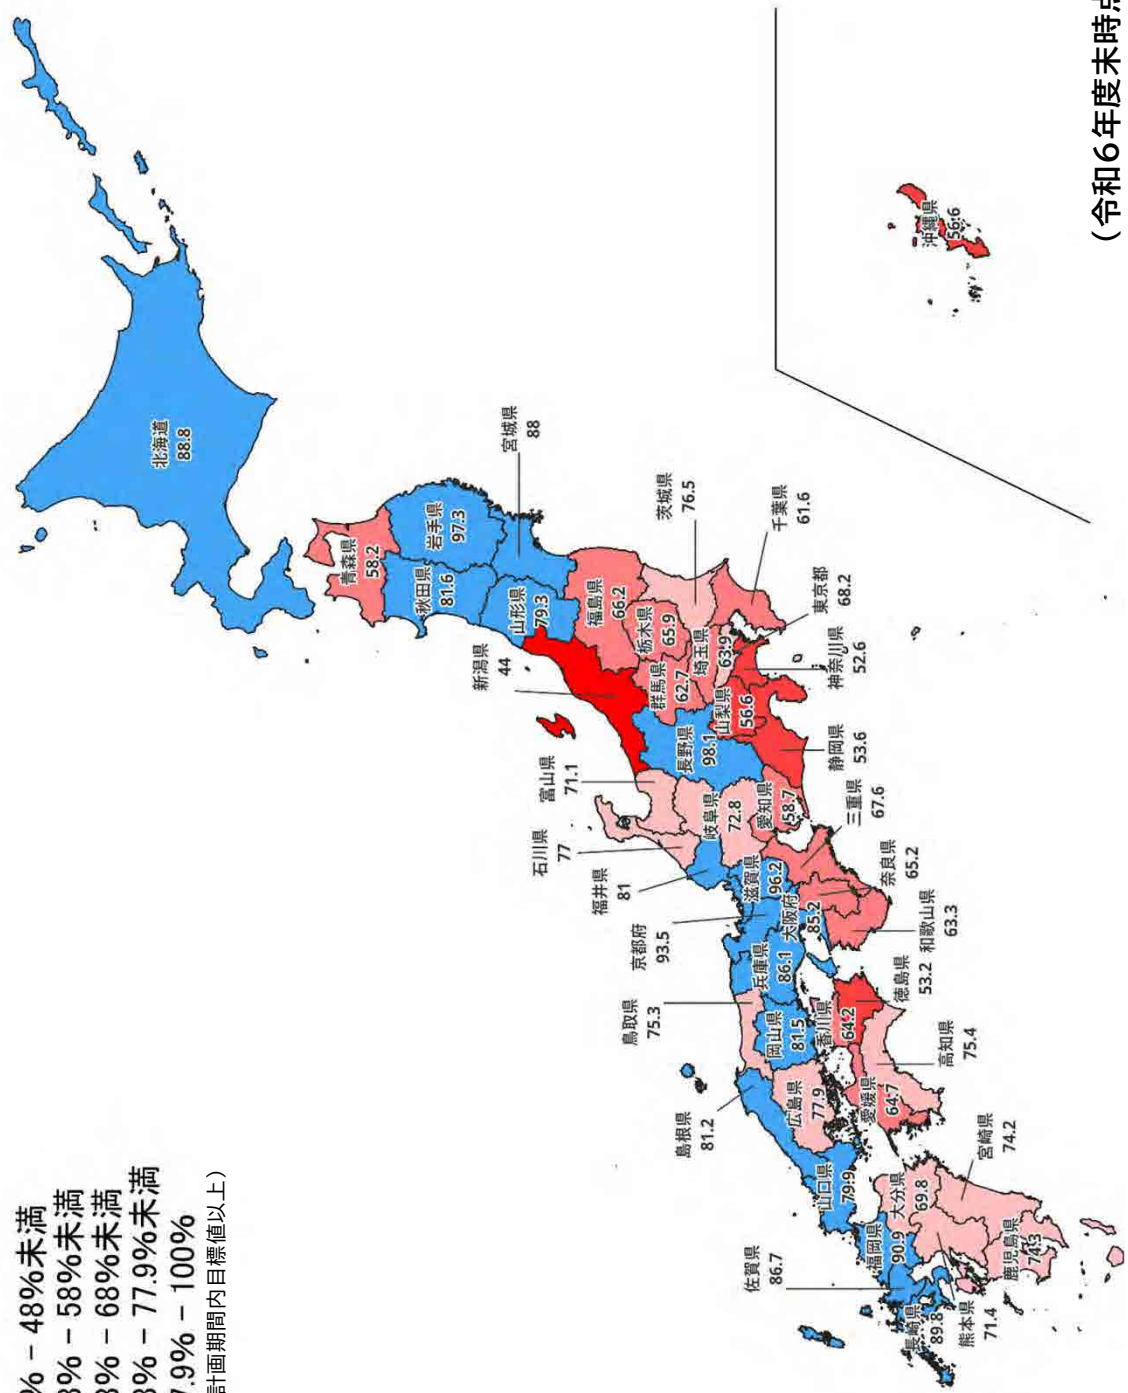 % – 48%未満
8% – 58%未満
8% – 68%未満
8% – 77.9%未満
7.9% – 100%
計画期間内目標値以上）
北海道
88.8
青森県
58.2
岩手県
97.3
宮城県
88
秋田県
81.6
山形県
79.3
福島県
66.2
茨城県
76.5
栃木県
65.9
群馬県
62.7
埼玉県
63.9
千葉県
61.6
東京都
68.2
神奈川県
52.6
新潟県
44
富山県
71.1
石川県
77
福井県
81
山梨県
56.6
長野県
98.1
岐阜県
72.8
静岡県
53.6
愛知県
58.7
三重県
67.6
滋賀県
96.2
京都府
93.5
大阪府
85.2
兵庫県
86.1
奈良県
65.2
和歌山県
63.3
鳥取県
75.3
島根県
81.2
岡山県
81.5
広島県
77.9
山口県
79.9
徳島県
53.2
香川県
64.2
愛媛県
64.7
高知県
75.4
福岡県
90.9
佐賀県
86.7
長崎県
89.8
熊本県
71.4
大分県
69.8
宮崎県
74.2
鹿児島県
74.3
沖縄県
56.6
（令和6年度末時点